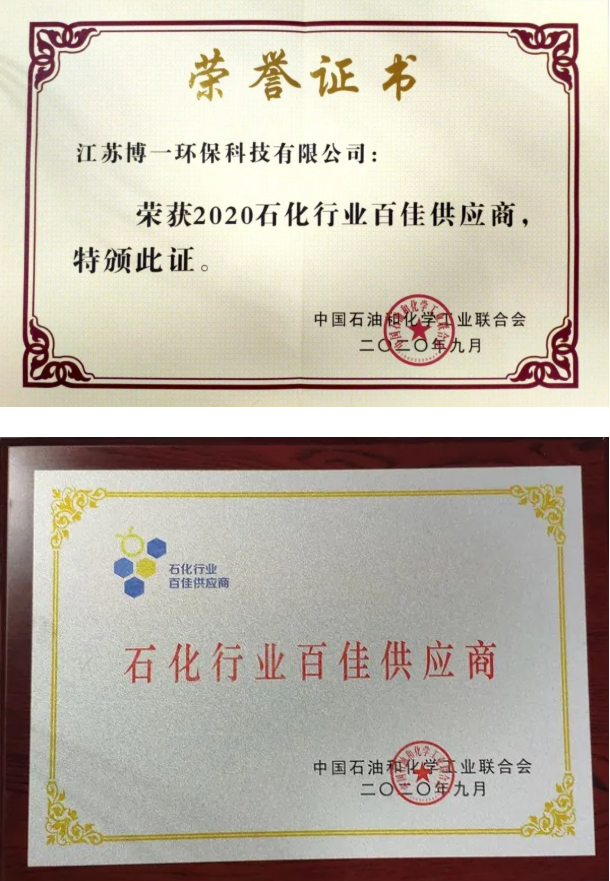 荣誉证书
江苏博一环保科技有限公司：
荣获2020石化行业百佳供应商，
特颁此证。
中国石油和化学工业联合会
二〇二〇年九月
石化行业
百佳供应商
石化行业百佳供应商
中国石油和化学工业联合会
二〇二〇年九月